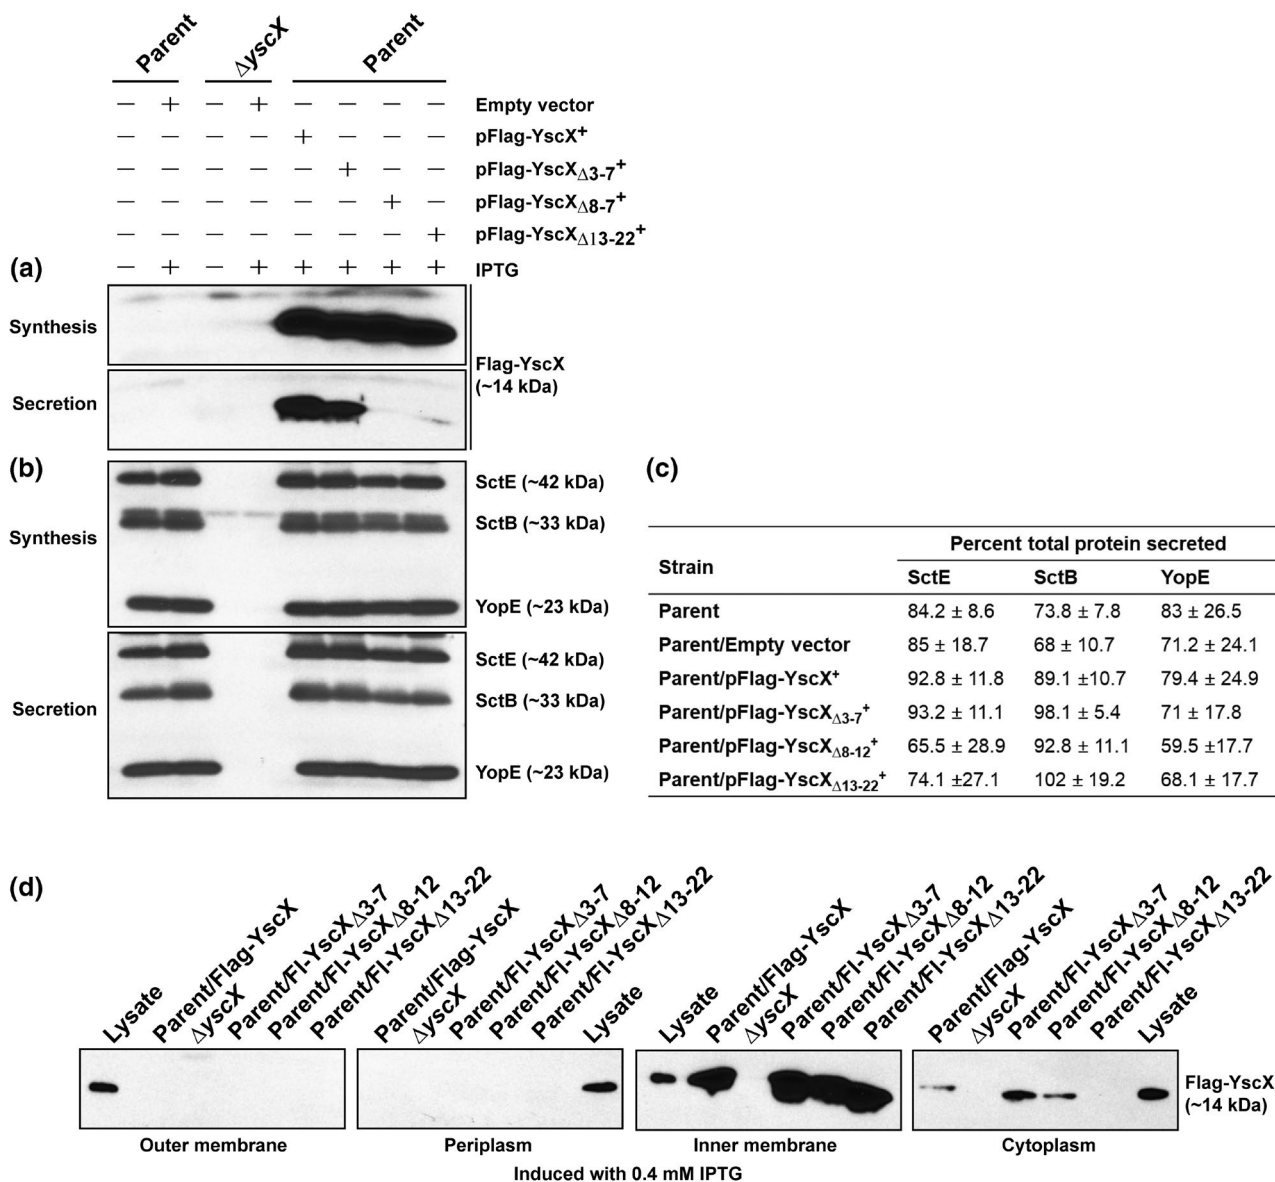 Parent ΔyscX Parent
− + − + − − − − Empty vector
− − − − + − − − pFlag-YscX+
− − − − − + − − pFlag-YscXΔ3-7+
− − − − − − + − pFlag-YscXΔ8-7+
− − − − − − − + pFlag-YscXΔ13-22+
(a) − + − + + + + + IPTG
Synthesis
Flag-YscX
(~14 kDa)
Secretion
(b)
SctE (~42 kDa)
SctB (~33 kDa)
Synthesis
YopE (~23 kDa)
SctE (~42 kDa)
SctB (~33 kDa)
Secretion
YopE (~23 kDa)
(c)
Strain Percent total protein secreted
SctE SctB YopE
Parent 84.2 ± 8.6 73.8 ± 7.8 83 ± 26.5
Parent/Empty vector 85 ± 18.7 68 ± 10.7 71.2 ± 24.1
Parent/pFlag-YscX+ 92.8 ± 11.8 89.1 ±10.7 79.4 ± 24.9
Parent/pFlag-YscXΔ3-7+ 93.2 ± 11.1 98.1 ± 5.4 71 ± 17.8
Parent/pFlag-YscXΔ8-12+ 65.5 ± 28.9 92.8 ± 11.1 59.5 ±17.7
Parent/pFlag-YscXΔ13-22+ 74.1 ±27.1 102 ± 19.2 68.1 ± 17.7
(d)
Lysate
Parent/Flag-YscX
ΔyscX
Parent/Fl-YscXΔ3-7
Parent/Fl-YscXΔ8-12
Parent/Fl-YscXΔ13-22
Parent/Flag-YscX
ΔyscX
Parent/Fl-YscXΔ3-7
Parent/Fl-YscXΔ8-12
Parent/Fl-YscXΔ13-22
Lysate
Lysate
Parent/Flag-YscX
ΔyscX
Parent/Fl-YscXΔ3-7
Parent/Fl-YscXΔ8-12
Parent/Fl-YscXΔ13-22
Parent/Flag-YscX
ΔyscX
Parent/Fl-YscXΔ3-7
Parent/Fl-YscXΔ8-12
Parent/Fl-YscXΔ13-22
Lysate
Flag-YscX
(~14 kDa)
Outer membrane Periplasm Inner membrane Cytoplasm
Induced with 0.4 mM IPTG